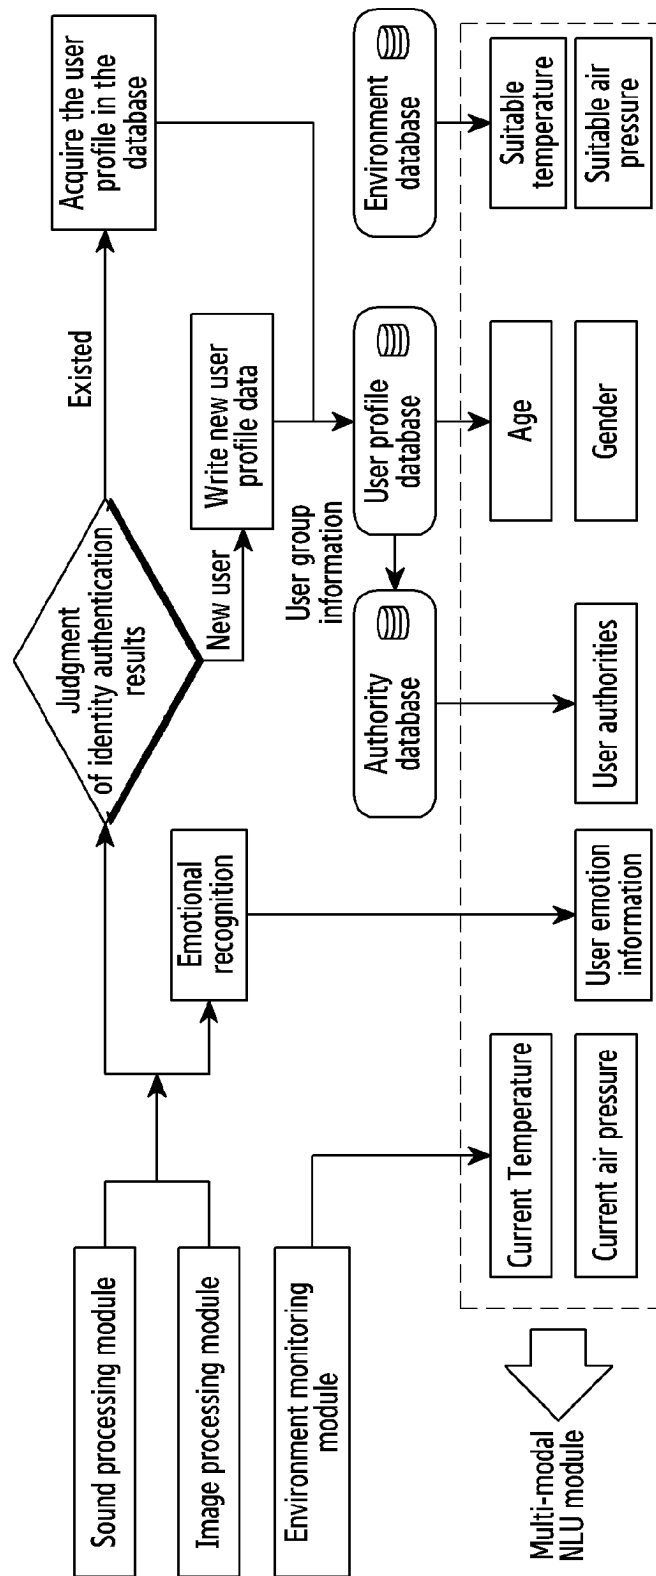 Sound processing module
Image processing module
Environment monitoring
module
Judgment
of identity authentication
results
Existed
Acquire the user
profile in the
database
New user
Write new user
profile data
Emotional
recognition
User group
information
Authority
database
User profile
database
Environment
database
Current Temperature
Current air pressure
User emotion
information
User authorities
Age
Gender
Suitable
temperature
Suitable air
pressure
Multi-modal
NLU module